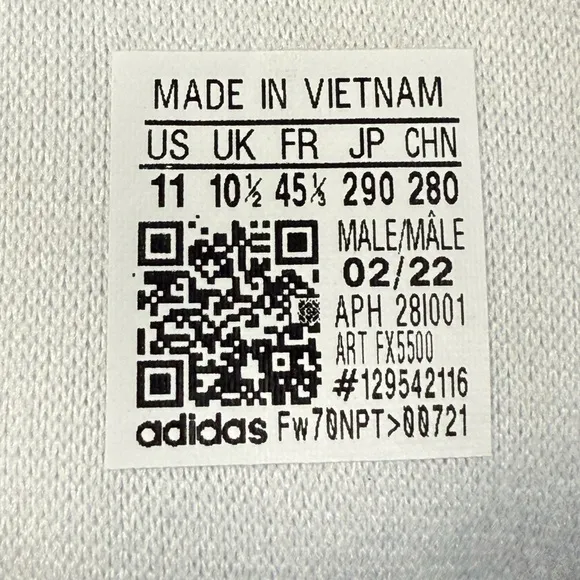 MADE IN VIETNAM
US UK FR JP CHN
11 10½ 45⅓ 290 280
MALE/MÂLE
02/22
APH 28I001
ART FX5500
#129542116
adidas Fw70NPT>00721